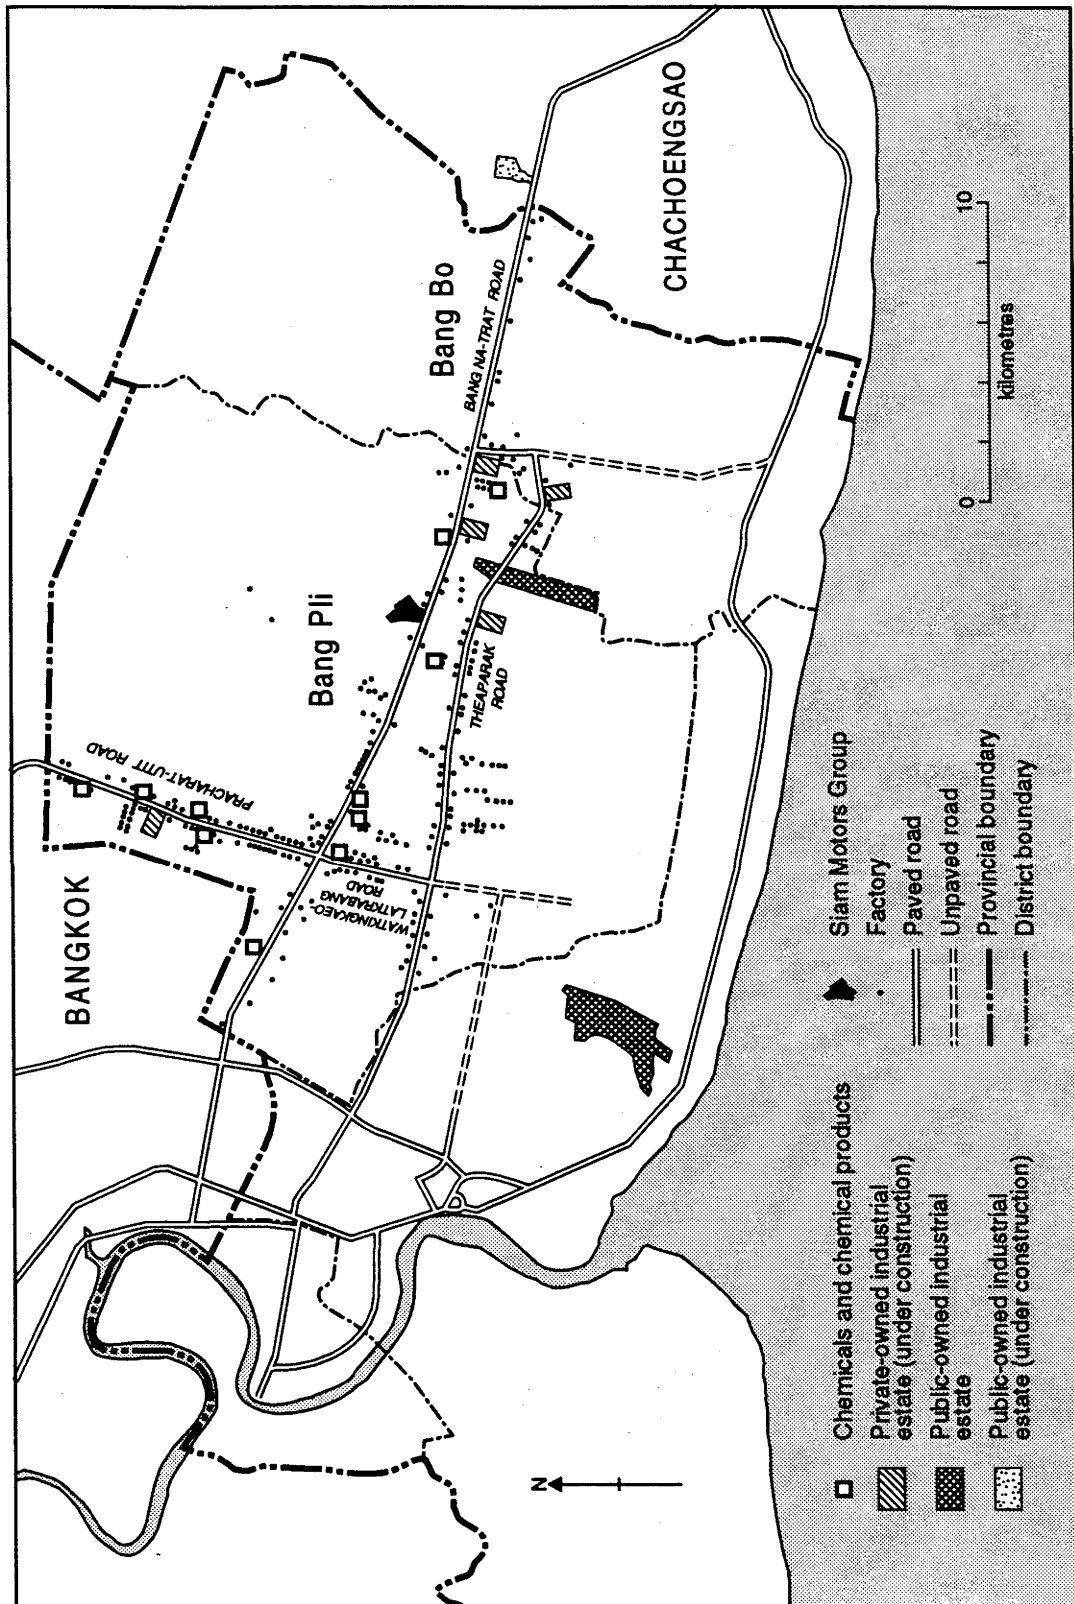 BANGKOK
PRACHARAT-UTIT ROAD
Bang Pli
Bang Bo
BANG NA-TRAT ROAD
CHACHOENGSAO
WATKINGKAEO-
LATKRABANG
ROAD
THEAPARAK
ROAD
N
Chemicals and chemical products
Private-owned industrial
estate (under construction)
Public-owned industrial
estate
Public-owned industrial
estate (under construction)
Siam Motors Group
Factory
Paved road
Unpaved road
Provincial boundary
District boundary
0
10
kilometres